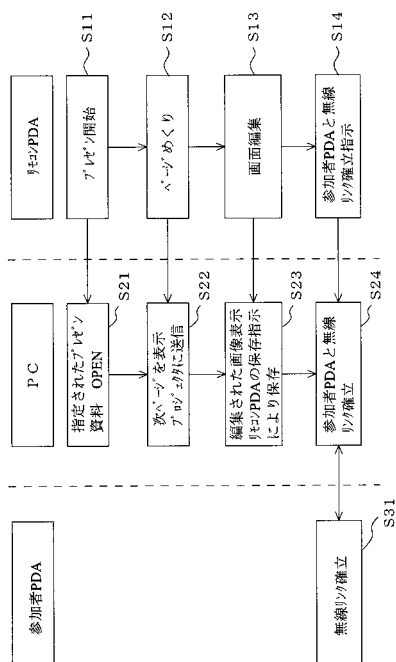 リモコンPDA
プレゼン開始
S11
ページめくり
S12
画面編集
S13
参加者PDAと無線
リンク確立指示
S14
PC
指定されたプレゼン
資料 OPEN
S21
次ページを表示
プロジェクタに送信
S22
編集された画像表示
リモコンPDAの保存指示
により保存
S23
参加者PDAと無線
リンク確立
S24
参加者PDA
無線リンク確立
S31